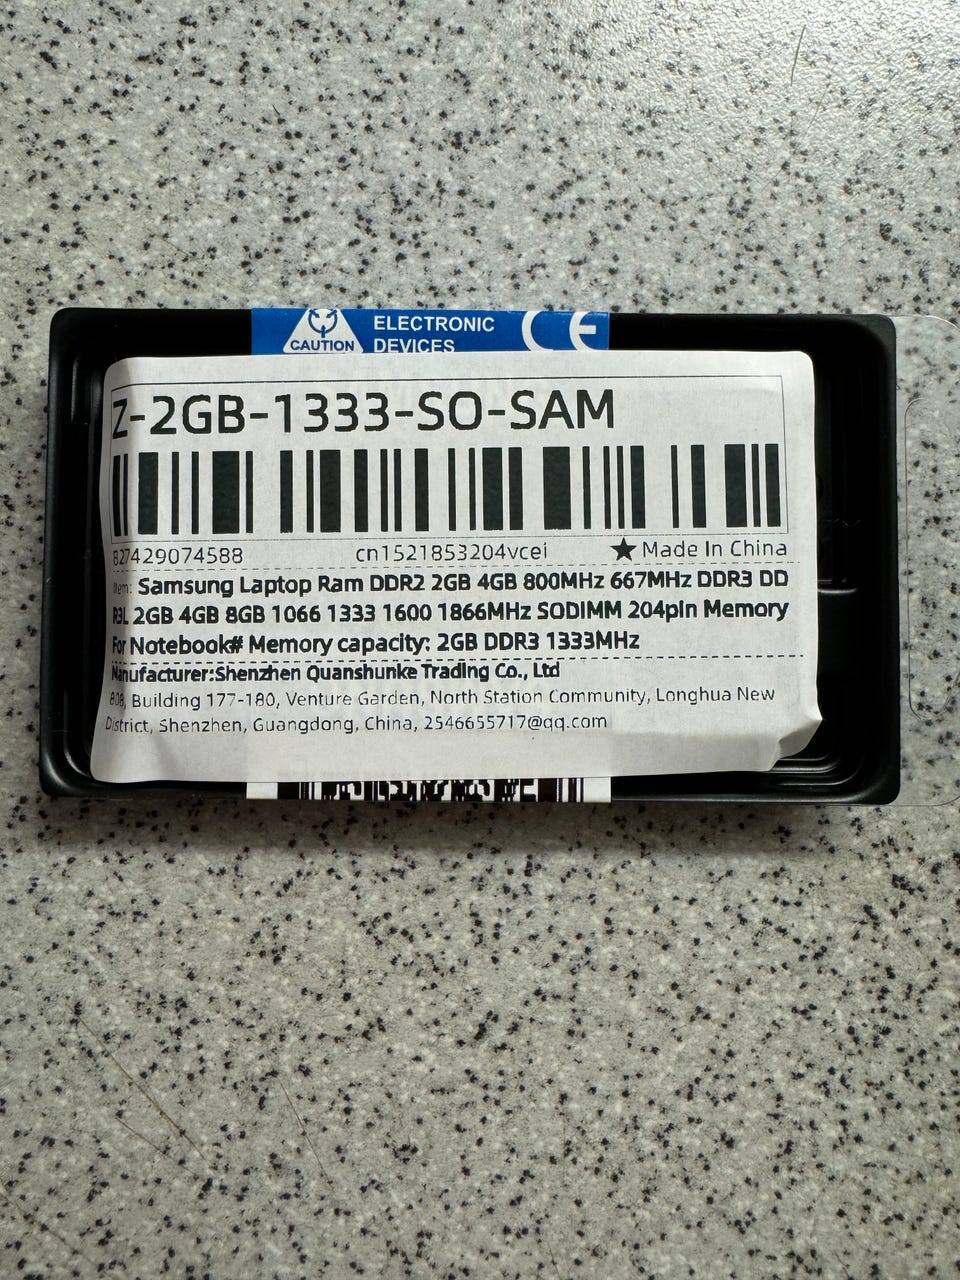 CAUTION
ELECTRONIC
DEVICES
CE
Z-2GB-1333-SO-SAM
827429074588 cn1521853204vcei ★ Made In China
Item: Samsung Laptop Ram DDR2 2GB 4GB 800MHz 667MHz DDR3 DD
R3L 2GB 4GB 8GB 1066 1333 1600 1866MHz SODIMM 204pin Memory
For Notebook# Memory capacity: 2GB DDR3 1333MHz
Manufacturer:Shenzhen Quanshunke Trading Co., Ltd
808, Building 177-180, Venture Garden, North Station Community, Longhua New
District, Shenzhen, Guangdong, China, 2546655717@qq.com